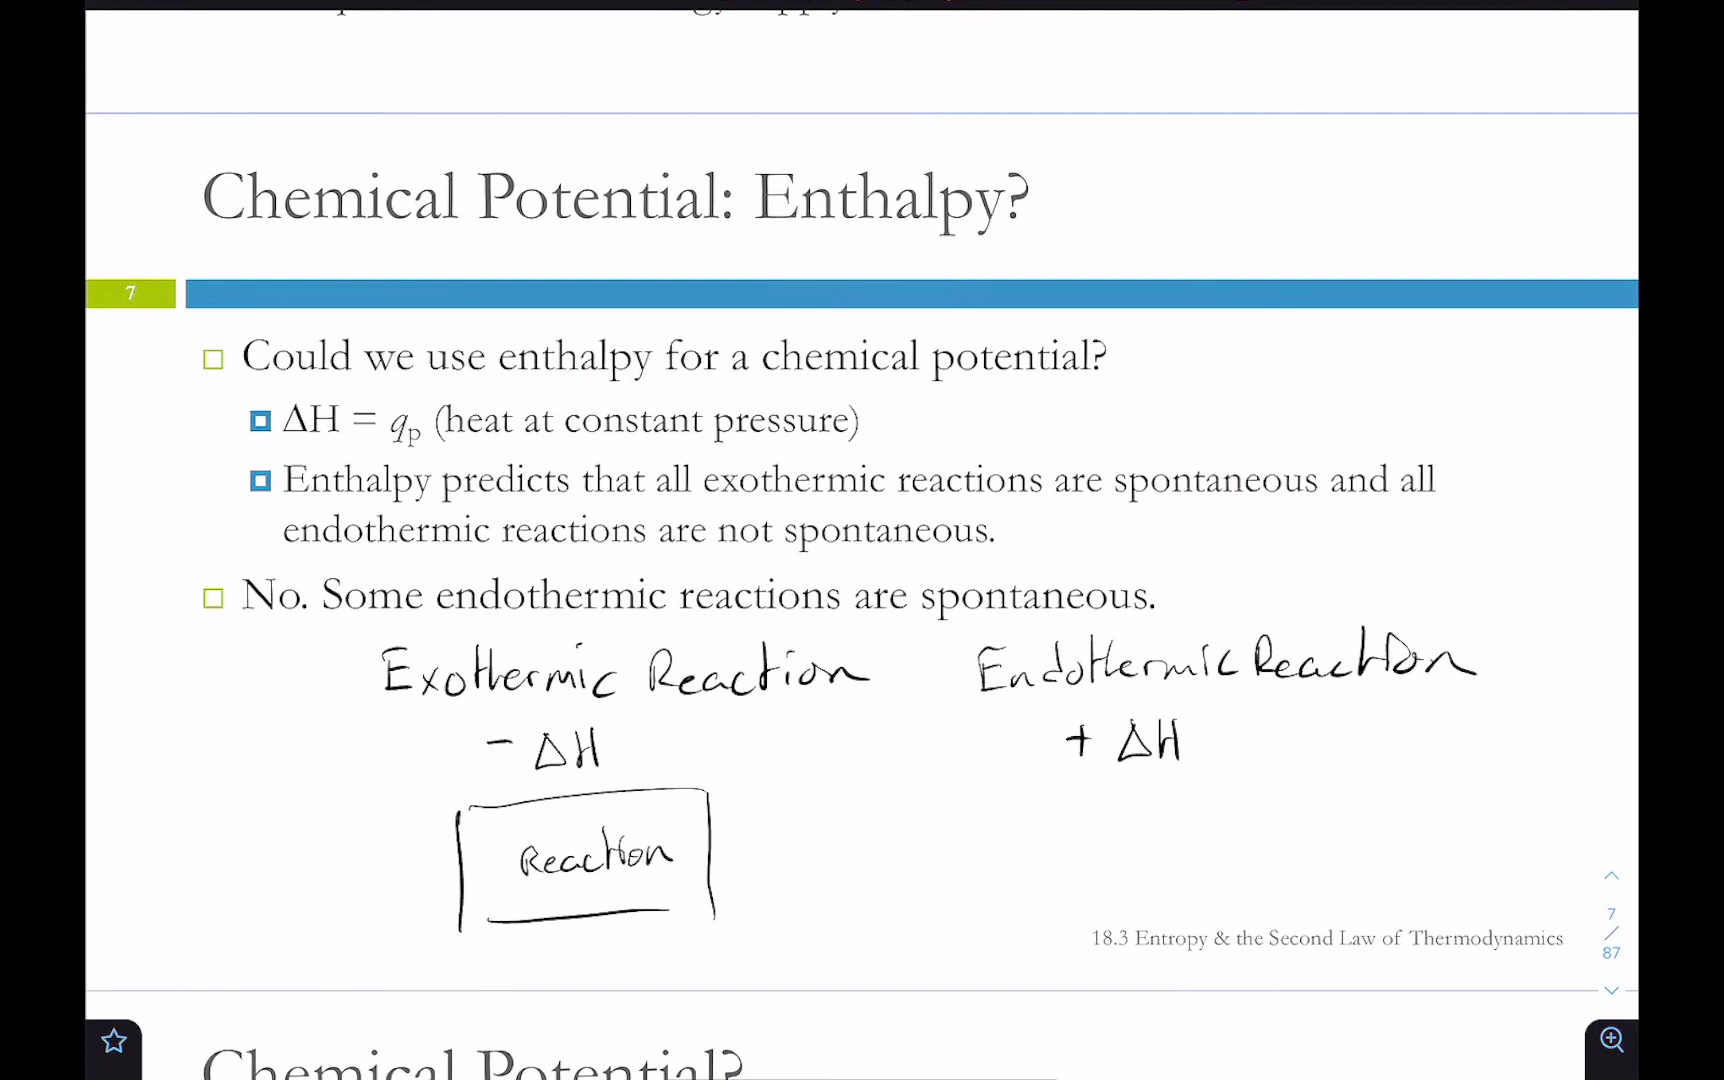 Chemical Potential: Enthalpy?
7
Could we use enthalpy for a chemical potential?
ΔH = qp (heat at constant pressure)
Enthalpy predicts that all exothermic reactions are spontaneous and all
endothermic reactions are not spontaneous.
No. Some endothermic reactions are spontaneous.
Exothermic Reaction
Endothermic Reaction
- ΔH
+ ΔH
Reaction
7
/
87
18.3 Entropy & the Second Law of Thermodynamics
Chemical Potential?